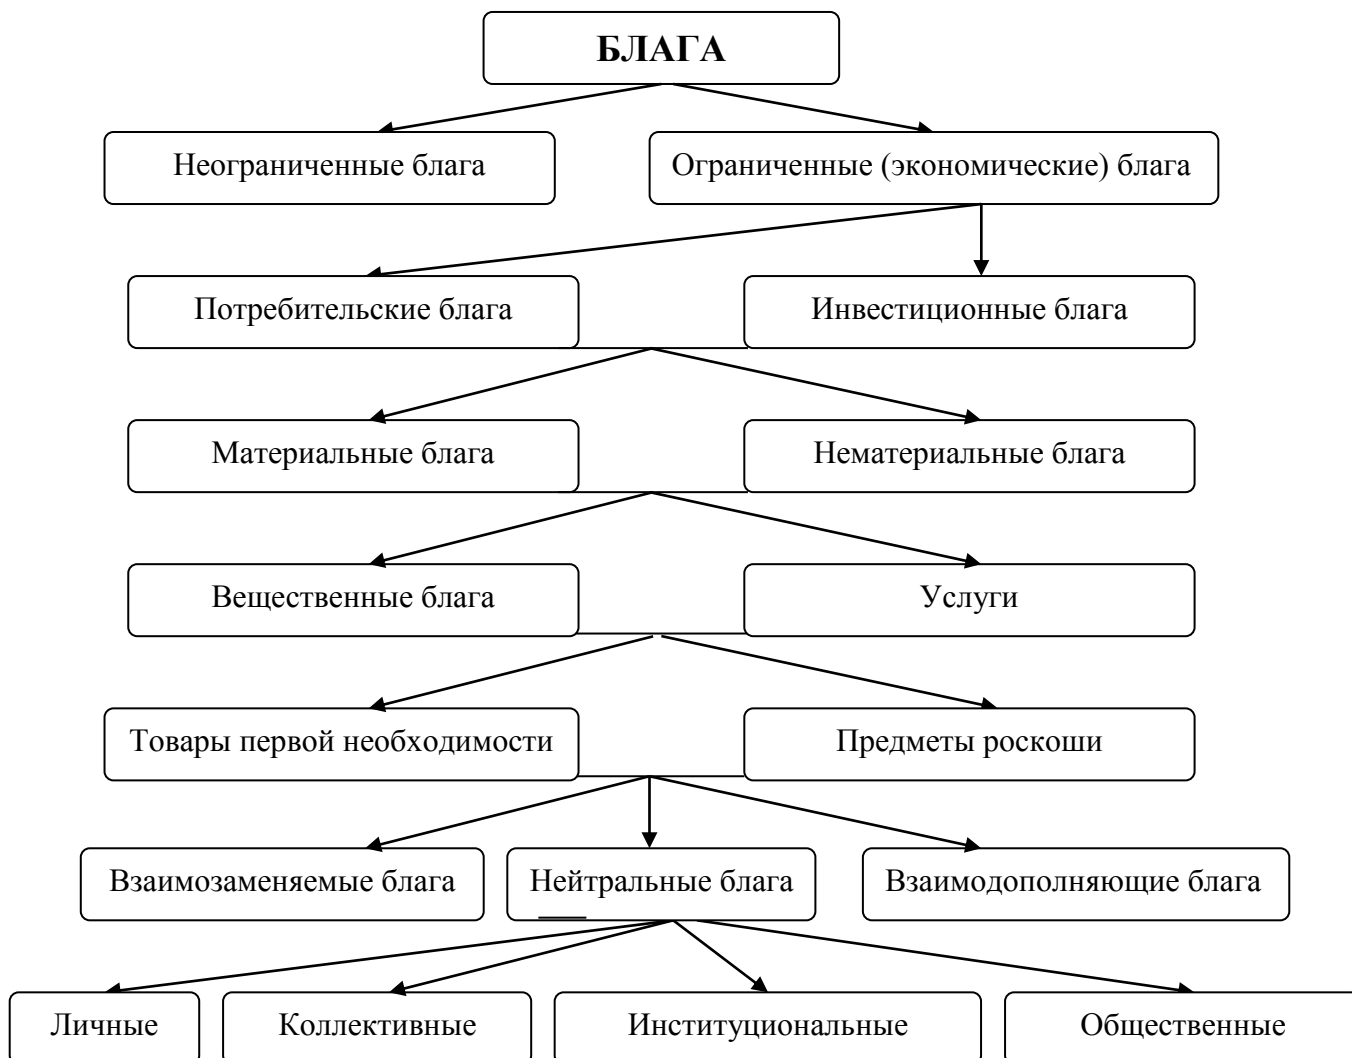 БЛАГА
Неограниченные блага
Ограниченные (экономические) блага
Потребительские блага
Инвестиционные блага
Материальные блага
Нематериальные блага
Вещественные блага
Услуги
Товары первой необходимости
Предметы роскоши
Взаимозаменяемые блага
Нейтральные блага
Взаимодополняющие блага
Личные
Коллективные
Институциональные
Общественные